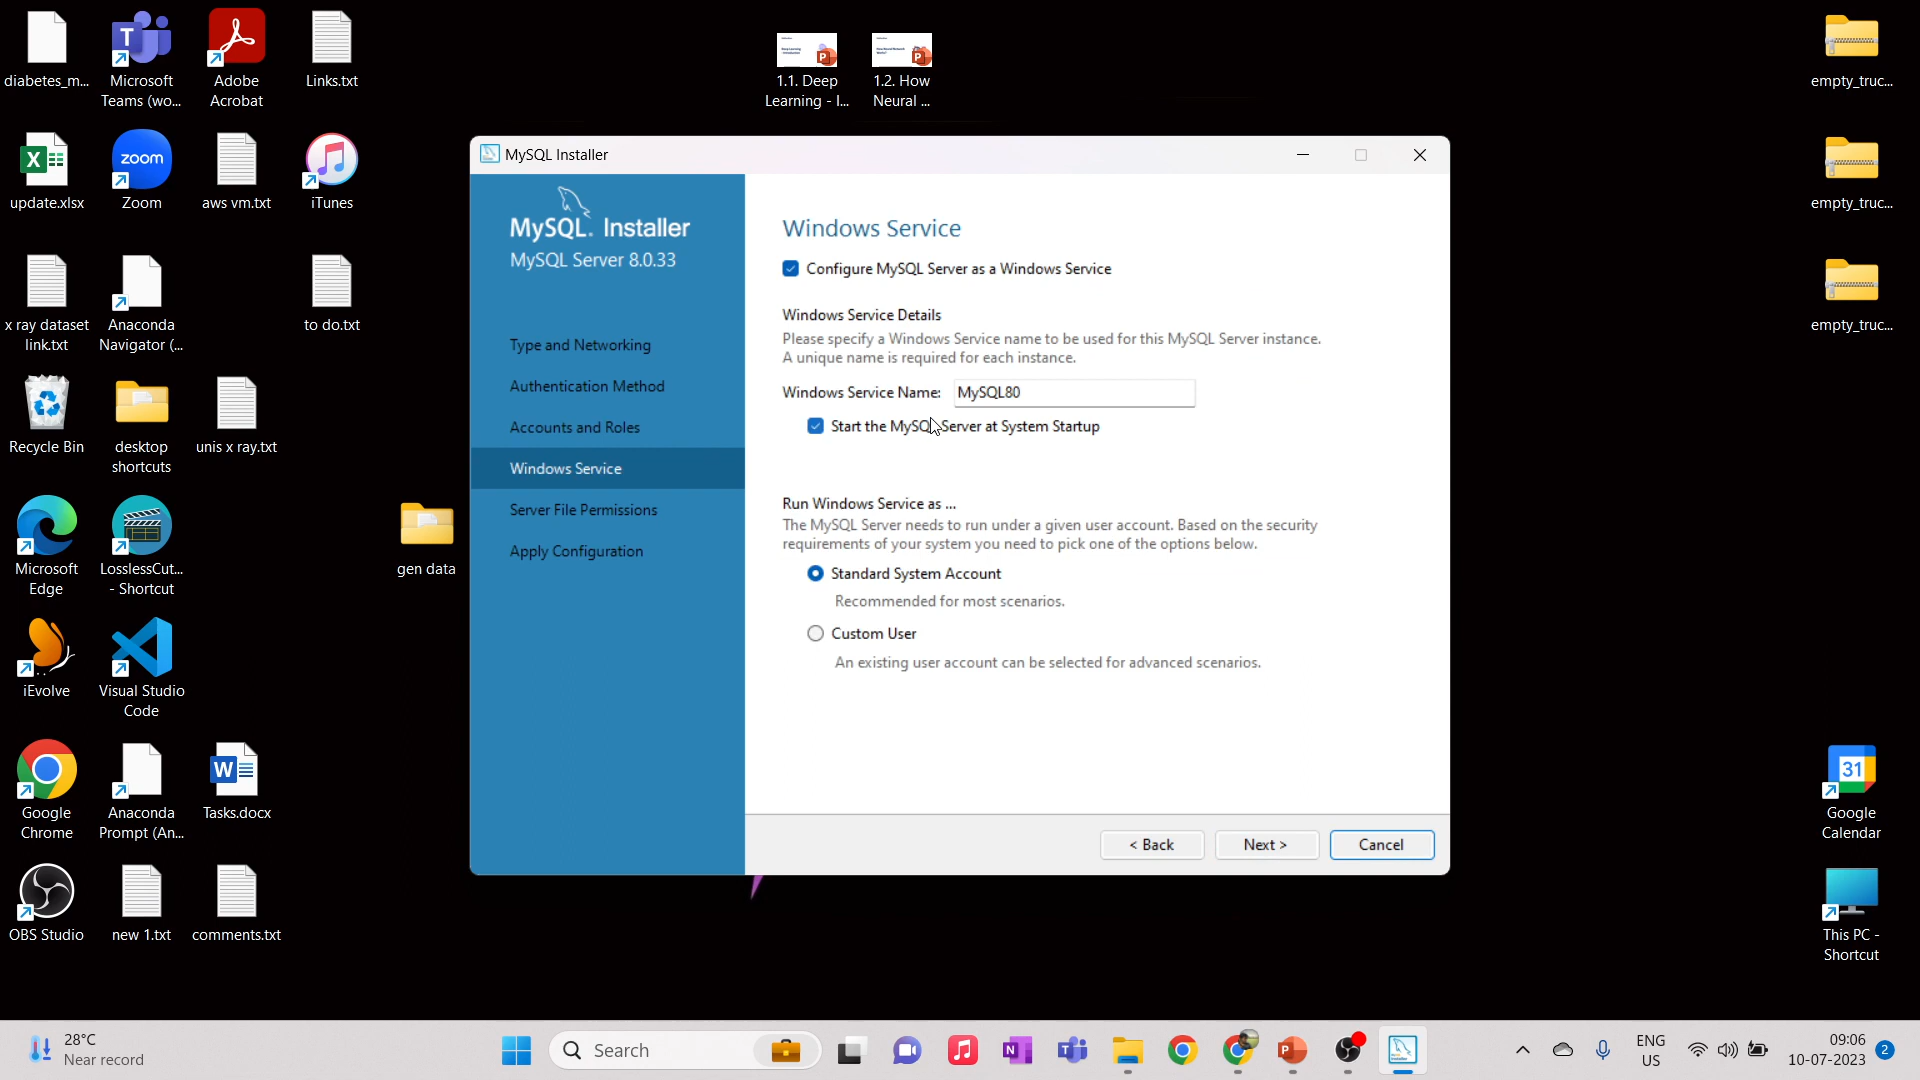 diabetes_m...
Microsoft
Teams (wo...
Adobe
Acrobat
Links.txt
1.1. Deep
Learning - I...
1.2. How
Neural ...
empty_truc...
update.xlsx
zoom
Zoom
aws vm.txt
iTunes
empty_truc...
x ray dataset
link.txt
Anaconda
Navigator (...
to do.txt
empty_truc...
Recycle Bin
desktop
shortcuts
unis x ray.txt
Microsoft
Edge
LosslessCut...
- Shortcut
gen data
iEvolve
Visual Studio
Code
Google
Chrome
Anaconda
Prompt (An...
Tasks.docx
31
Google
Calendar
OBS Studio
new 1.txt
comments.txt
This PC -
Shortcut
MySQL Installer
MySQL. Installer
MySQL Server 8.0.33
Type and Networking
Authentication Method
Accounts and Roles
Windows Service
Server File Permissions
Apply Configuration
Windows Service
Configure MySQL Server as a Windows Service
Windows Service Details
Please specify a Windows Service name to be used for this MySQL Server instance.
A unique name is required for each instance.
Windows Service Name: MySQL80
Start the MySQL Server at System Startup
Run Windows Service as ...
The MySQL Server needs to run under a given user account. Based on the security
requirements of your system you need to pick one of the options below.
Standard System Account
Recommended for most scenarios.
Custom User
An existing user account can be selected for advanced scenarios.
< Back
Next >
Cancel
28°C
Near record
Search
ENG
US
09:06
10-07-2023
2